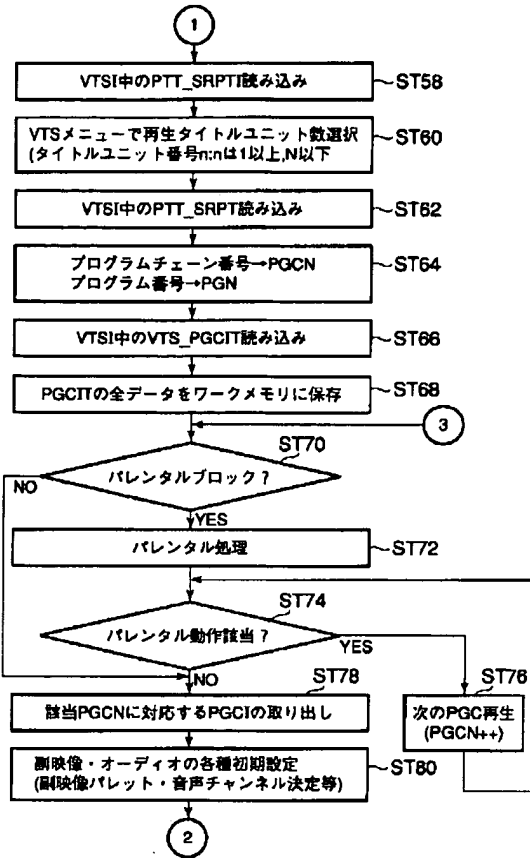 1
VTSI中のPTT_SRPTI読み込み
ST58
VTSメニューで再生タイトルユニット数選択
(タイトルユニット番号n:nは1以上,N以下
ST60
VTSI中のPTT_SRPT読み込み
ST62
プログラムチェーン番号→PGCN
プログラム番号→PGN
ST64
VTSI中のVTS_PGCIT読み込み
ST66
PGCITの全データをワークメモリに保存
ST68
3
ST70
パレンタルブロック?
NO
YES
パレンタル処理
ST72
ST74
パレンタル動作該当?
YES
NO
ST76
次のPGC再生
(PGCN++)
ST78
該当PGCNに対応するPGCIの取り出し
副映像・オーディオの各種初期設定
(副映像パレット・音声チャンネル決定等)
ST80
2